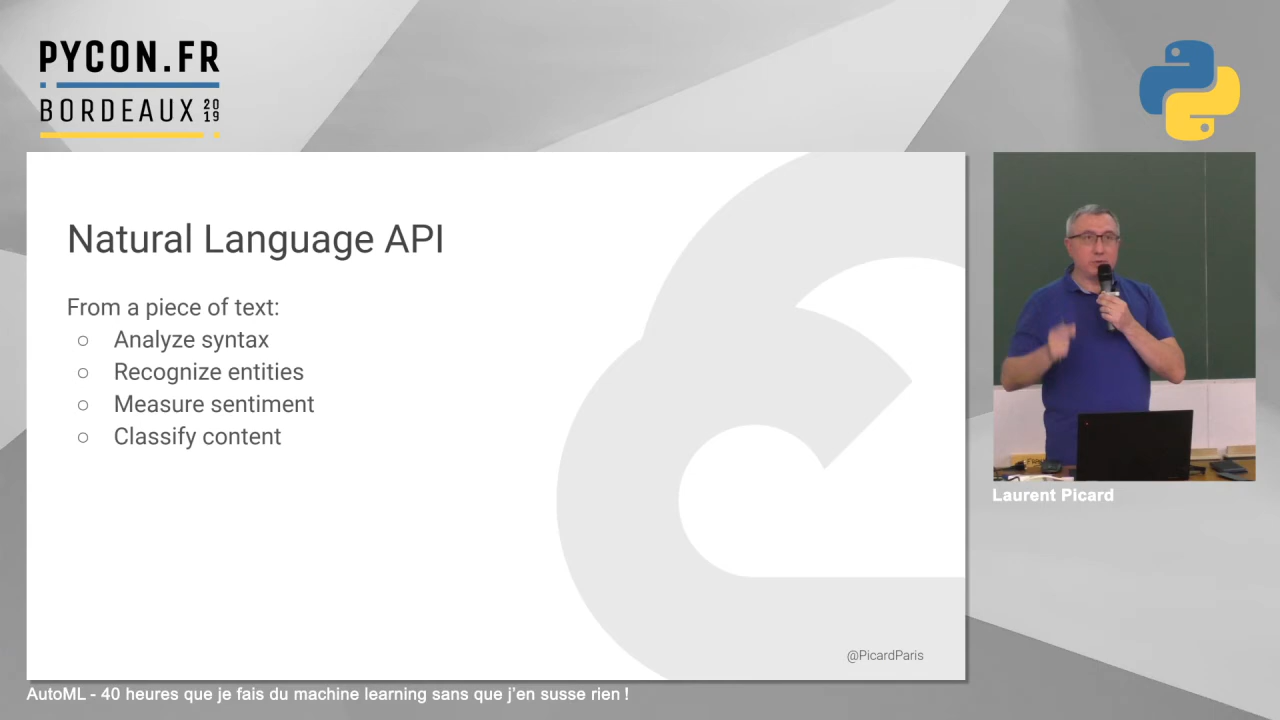 PYCON.FR
BORDEAUX 2019
Natural Language API
From a piece of text:
○ Analyze syntax
○ Recognize entities
○ Measure sentiment
○ Classify content
@PicardParis
Laurent Picard
AutoML - 40 heures que je fais du machine learning sans que j'en susse rien !